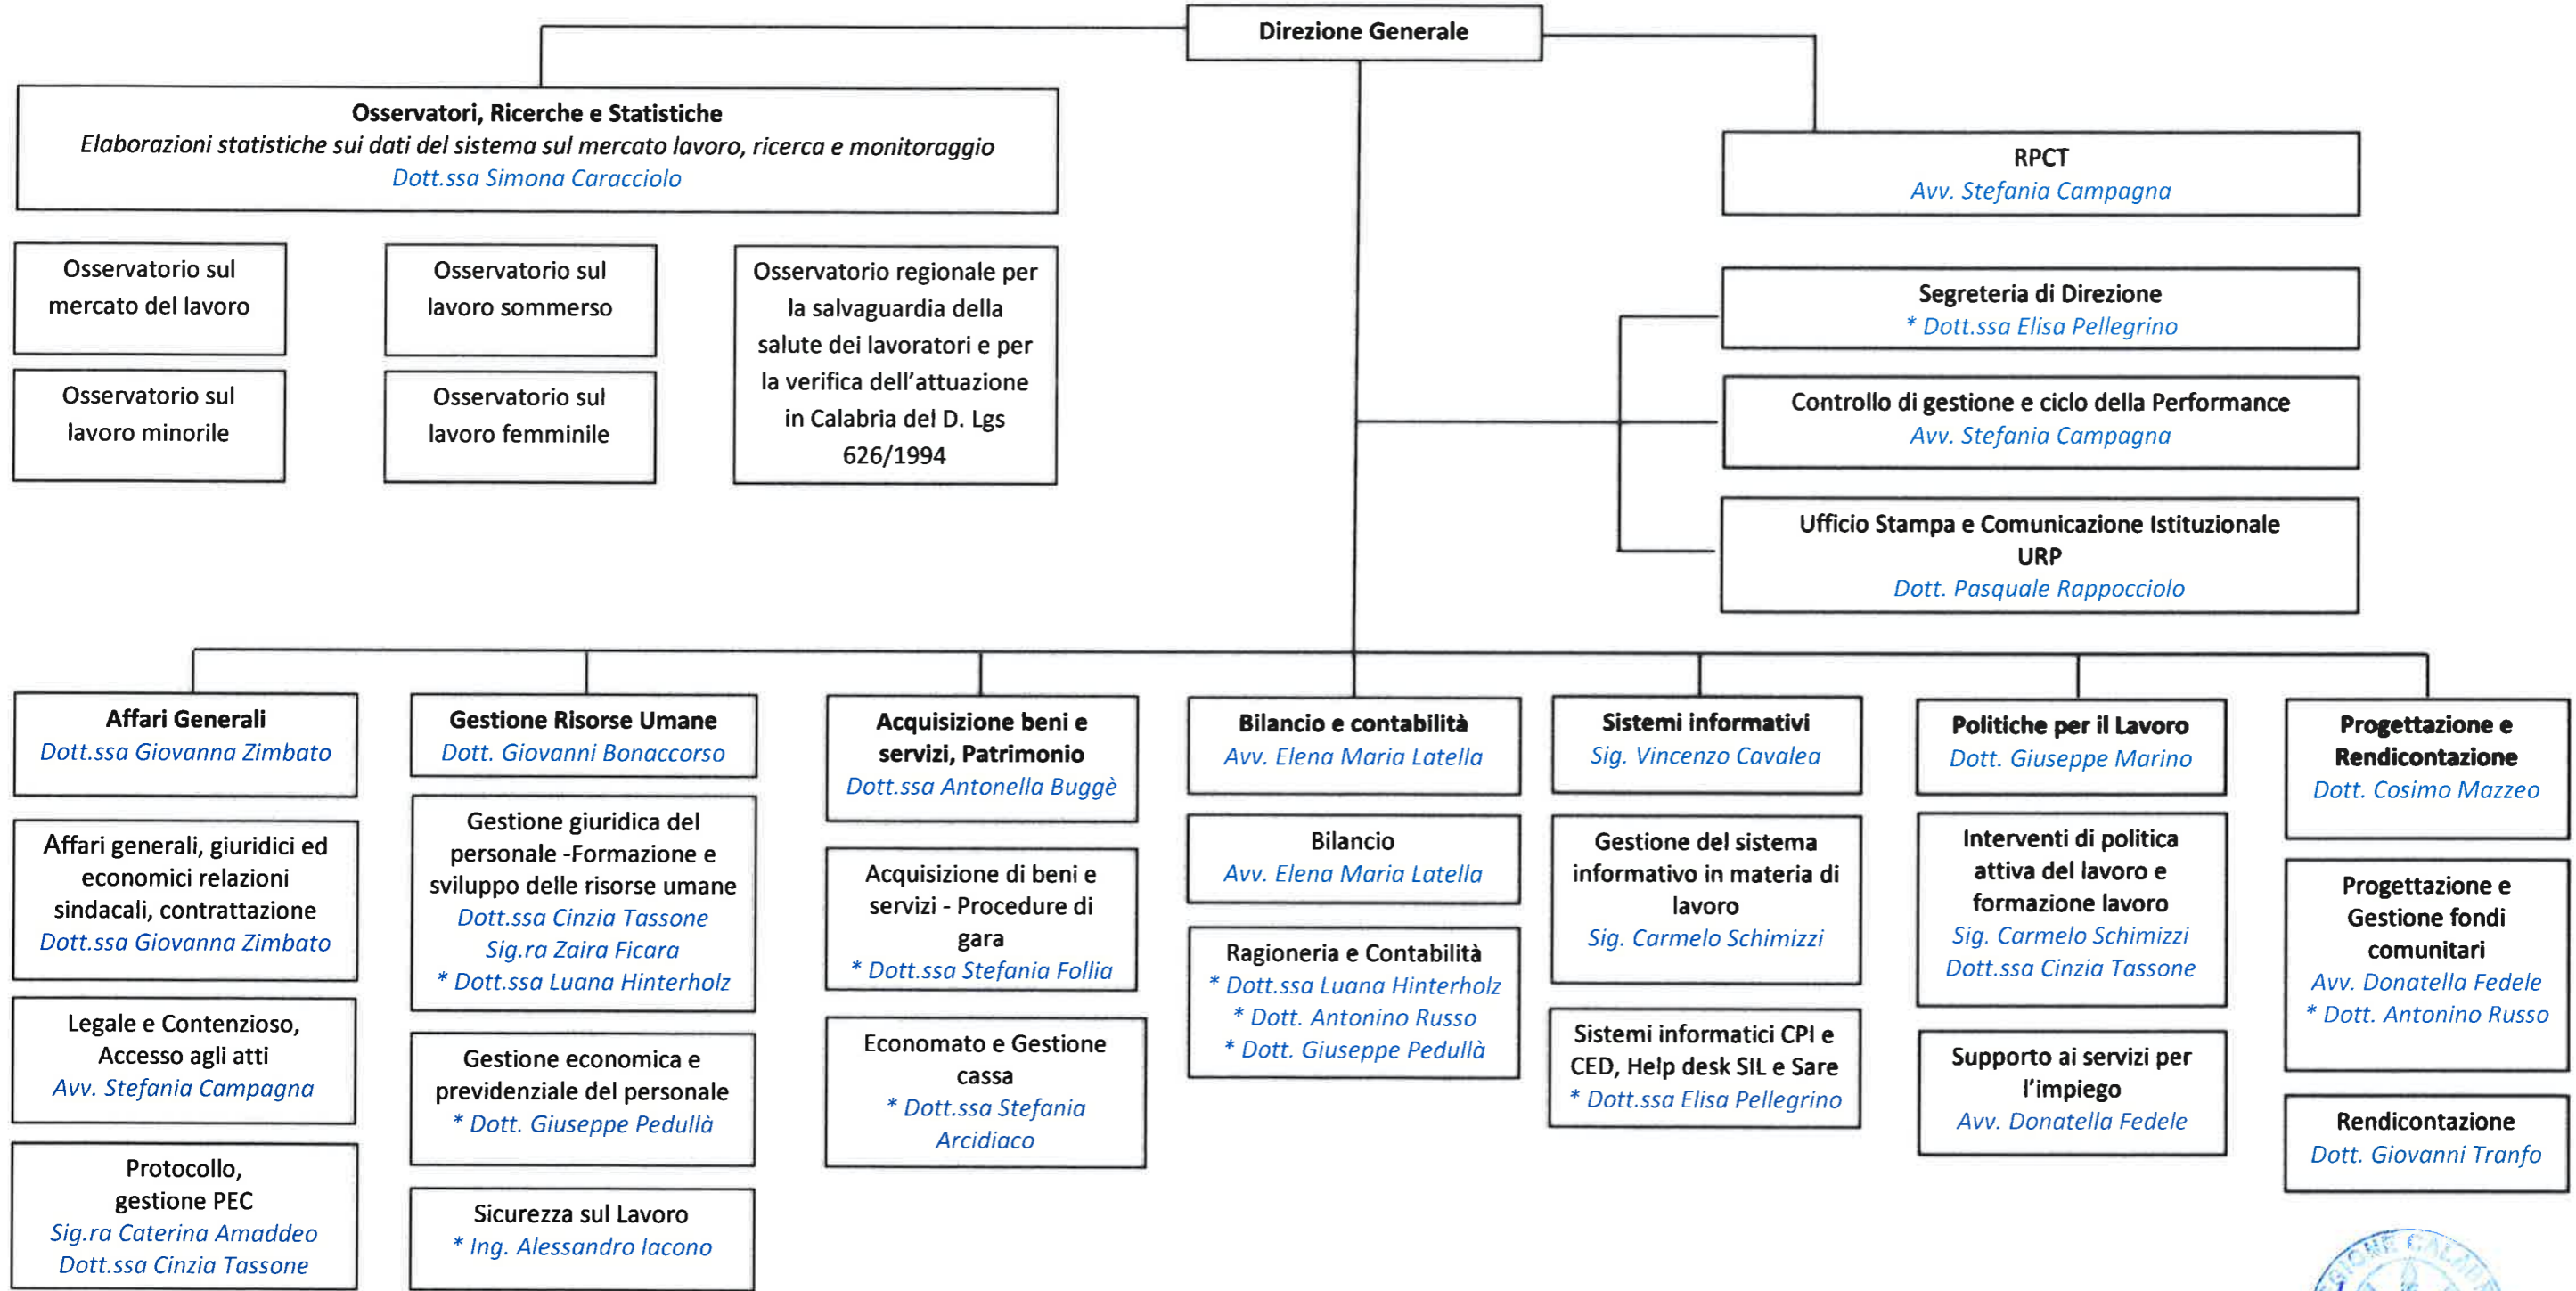 Direzione Generale
Osservatori, Ricerche e Statistiche
Elaborazioni statistiche sui dati del sistema sul mercato lavoro, ricerca e monitoraggio
Dott.ssa Simona Caracciolo
RPCT
Avv. Stefania Campagna
Osservatorio sul
mercato del lavoro
Osservatorio sul
lavoro sommerso
Osservatorio regionale per
la salvaguardia della
salute dei lavoratori e per
la verifica dell'attuazione
in Calabria del D. Lgs
626/1994
Osservatorio sul
lavoro minorile
Osservatorio sul
lavoro femminile
Segreteria di Direzione
* Dott.ssa Elisa Pellegrino
Controllo di gestione e ciclo della Performance
Avv. Stefania Campagna
Ufficio Stampa e Comunicazione Istituzionale
URP
Dott. Pasquale Rappocciolo
Affari Generali
Dott.ssa Giovanna Zimbato
Affari generali, giuridici ed
economici relazioni
sindacali, contrattazione
Dott.ssa Giovanna Zimbato
Legale e Contenzioso,
Accesso agli atti
Avv. Stefania Campagna
Protocollo,
gestione PEC
Sig.ra Caterina Amaddeo
Dott.ssa Cinzia Tassone
Gestione Risorse Umane
Dott. Giovanni Bonaccorso
Gestione giuridica del
personale -Formazione e
sviluppo delle risorse umane
Dott.ssa Cinzia Tassone
Sig.ra Zaira Ficara
* Dott.ssa Luana Hinterholz
Gestione economica e
previdenziale del personale
* Dott. Giuseppe Pedullà
Sicurezza sul Lavoro
* Ing. Alessandro Iacono
Acquisizione beni e
servizi, Patrimonio
Dott.ssa Antonella Buggè
Acquisizione di beni e
servizi - Procedure di
gara
* Dott.ssa Stefania Follia
Economato e Gestione
cassa
* Dott.ssa Stefania
Arcidiaco
Bilancio e contabilità
Avv. Elena Maria Latella
Bilancio
Avv. Elena Maria Latella
Ragioneria e Contabilità
* Dott.ssa Luana Hinterholz
* Dott. Antonino Russo
* Dott. Giuseppe Pedullà
Sistemi informativi
Sig. Vincenzo Cavalea
Gestione del sistema
informativo in materia di
lavoro
Sig. Carmelo Schimizzi
Sistemi informatici CPI e
CED, Help desk SIL e Sare
* Dott.ssa Elisa Pellegrino
Politiche per il Lavoro
Dott. Giuseppe Marino
Interventi di politica
attiva del lavoro e
formazione lavoro
Sig. Carmelo Schimizzi
Dott.ssa Cinzia Tassone
Supporto ai servizi per
l'impiego
Avv. Donatella Fedele
Progettazione e
Rendicontazione
Dott. Cosimo Mazzeo
Progettazione e
Gestione fondi
comunitari
Avv. Donatella Fedele
* Dott. Antonino Russo
Rendicontazione
Dott. Giovanni Tranfo